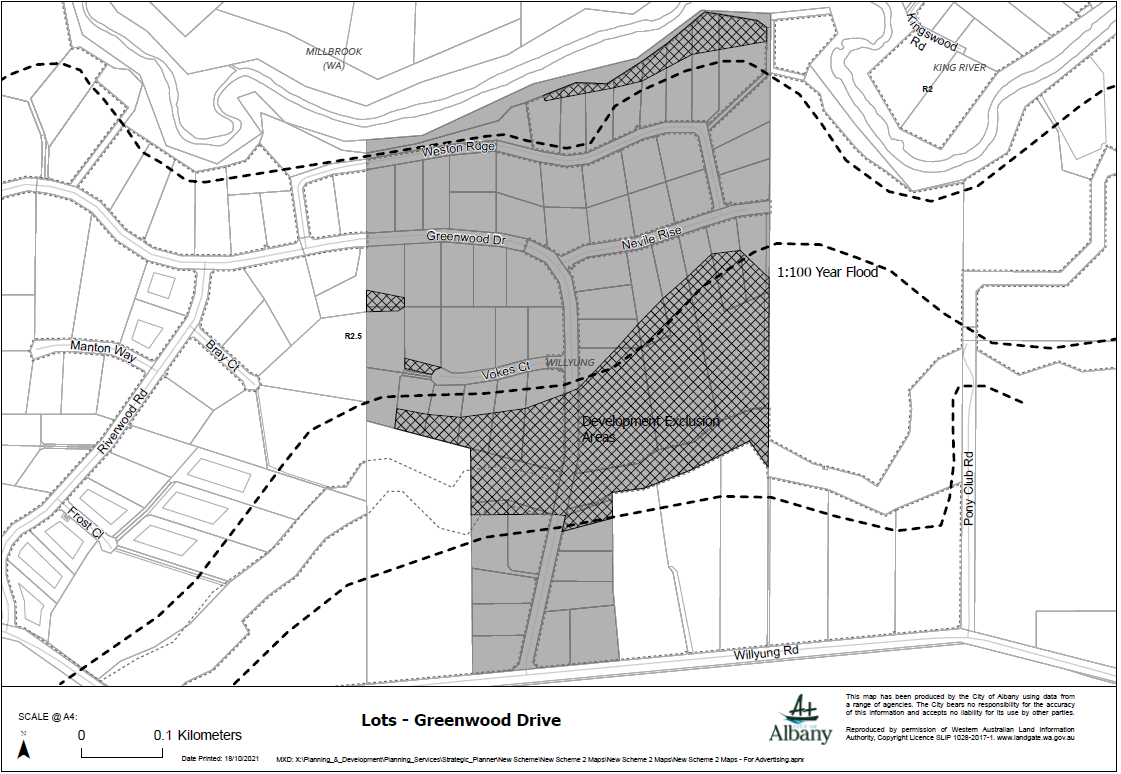 MILLBROOK
(WA)
Kingswood
Rd
KING RIVER
R2
Weston Rdge
Greenwood Dr
Nevile Rise
1:100 Year Flood
R2.5
Manton Way
Bray Ct
WILLYUNG
Vokes Ct
Riverwood Rd
Development Exclusion
Areas
Pony Club Rd
Frost Cl
Willyung Rd
SCALE @ A4:
N
0 0.1 Kilometers
Date Printed: 18/10/2021
Lots - Greenwood Drive
MXD: X:\Planning_&_Development\Planning_Services\Strategic_Planner\New Scheme\New Scheme 2 Maps\New Scheme 2 Maps\New Scheme 2 Maps - For Advertising.aprx
CITY OF
Albany
This map has been produced by the City of Albany using data from
a range of agencies. The City bears no responsibility for the accuracy
of this information and accepts no liability for its use by other parties.
Reproduced by permission of Western Australian Land Information
Authority, Copyright Licence SLIP 1028-2017-1. www.landgate.wa.gov.au